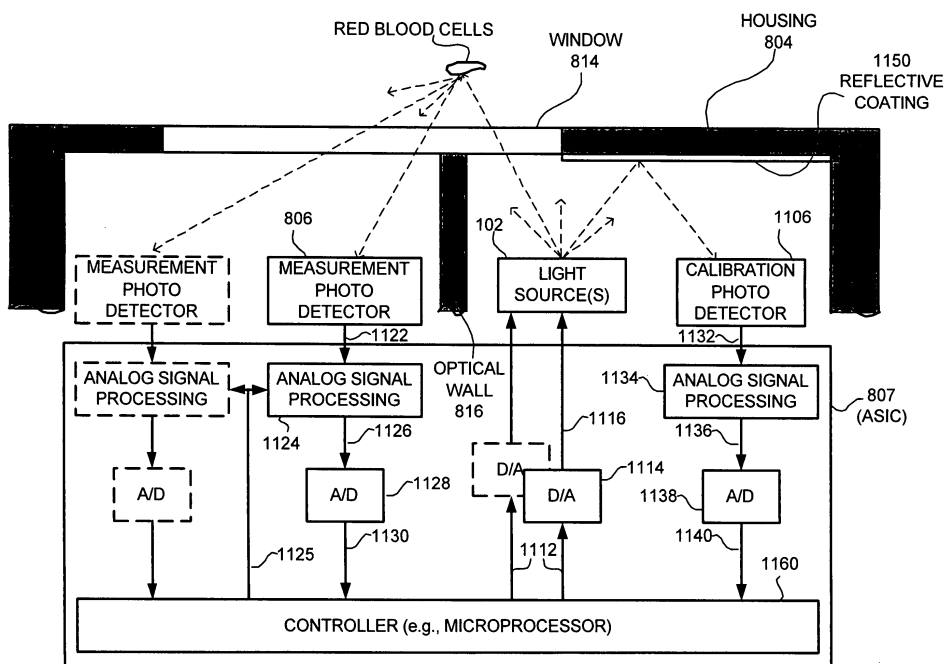 RED BLOOD CELLS
WINDOW
814
HOUSING
804
1150
REFLECTIVE
COATING
806
102
1106
MEASUREMENT
PHOTO
DETECTOR
MEASUREMENT
PHOTO
DETECTOR
LIGHT
SOURCE(S)
CALIBRATION
PHOTO
DETECTOR
1122
1132
ANALOG SIGNAL
PROCESSING
ANALOG SIGNAL
PROCESSING
OPTICAL
WALL
816
1134
ANALOG SIGNAL
PROCESSING
807
(ASIC)
1124
1126
1116
1136
A/D
A/D
1128
D/A
D/A
1114
1138
A/D
1125
1130
1112
1140
1160
CONTROLLER (e.g., MICROPROCESSOR)